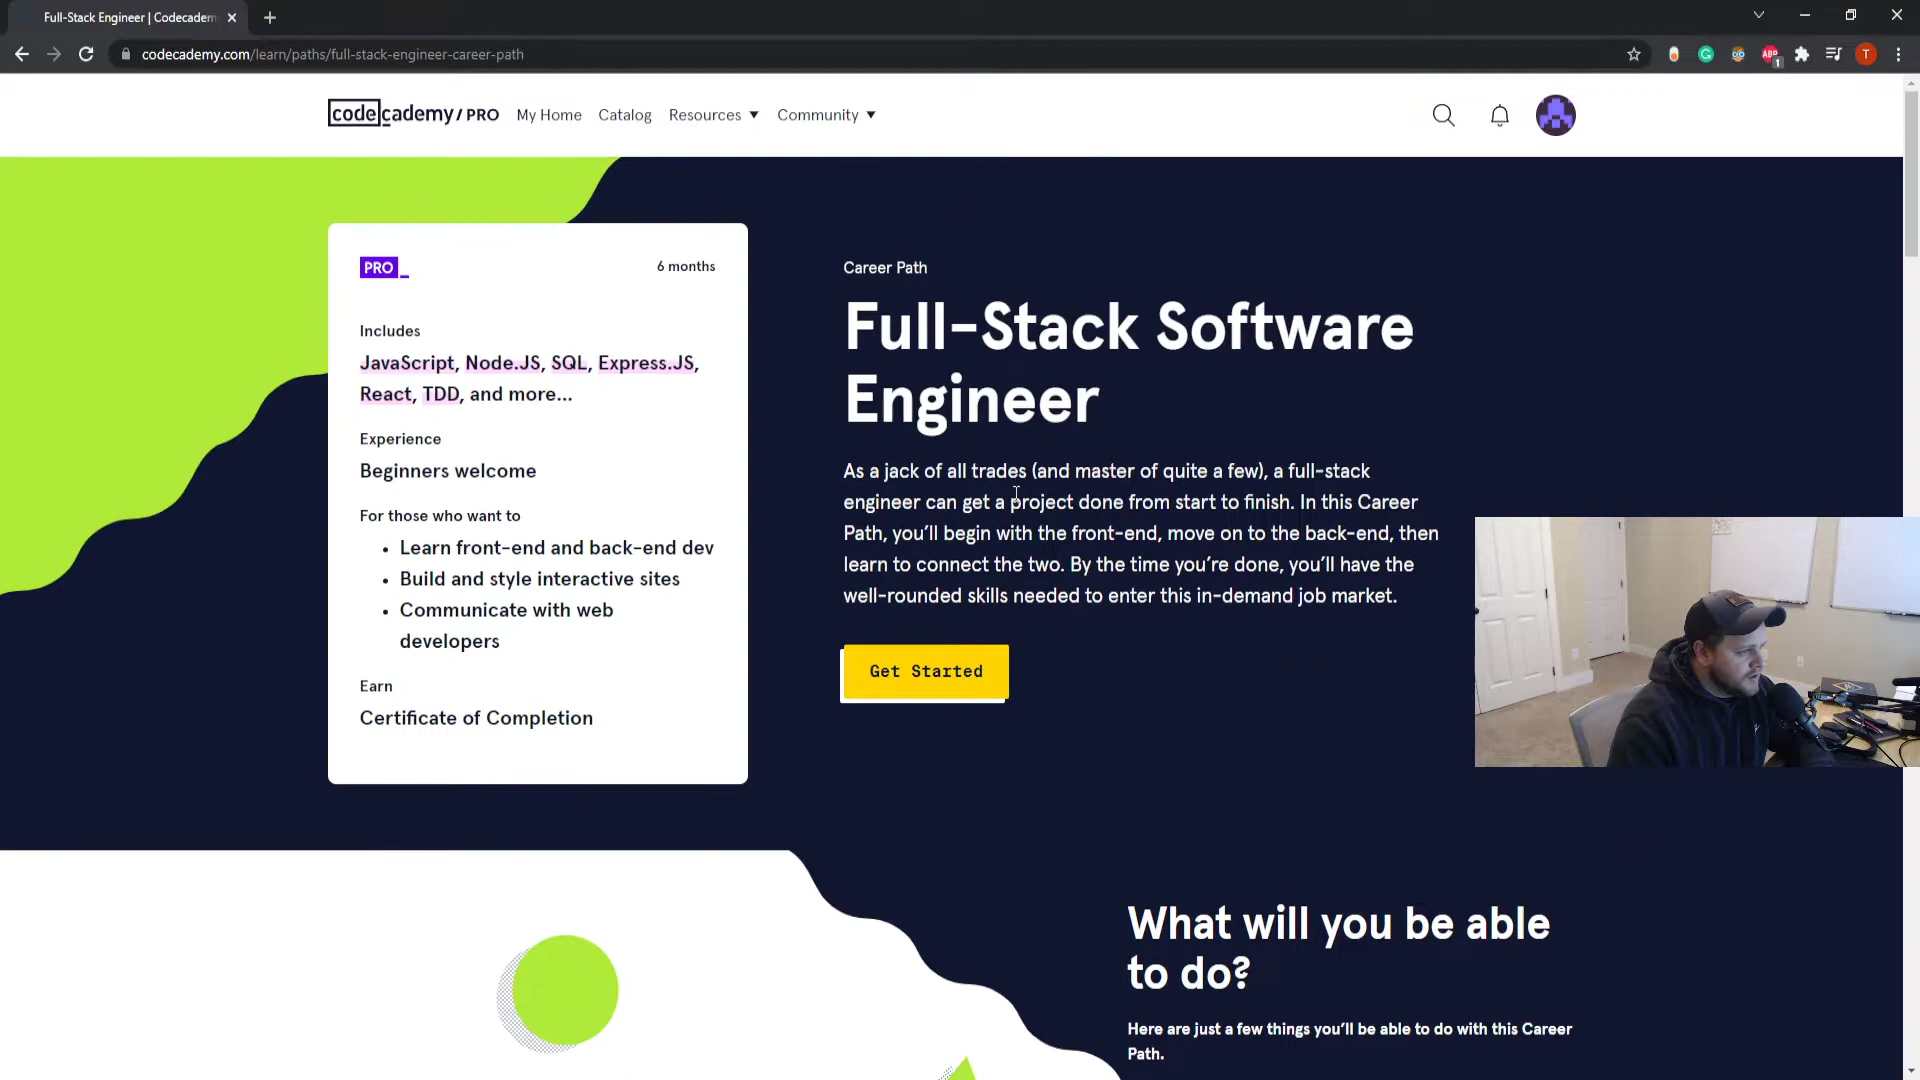 Full-Stack Engineer | Codecadem
codecademy.com/learn/paths/full-stack-engineer-career-path
ABP
1
T
codecademy / PRO
My Home
Catalog
Resources
Community
PRO_
6 months
Includes
JavaScript, Node.JS, SQL, Express.JS,
React, TDD, and more...
Experience
Beginners welcome
For those who want to
• Learn front-end and back-end dev
• Build and style interactive sites
• Communicate with web
developers
Earn
Certificate of Completion
Career Path
Full-Stack Software
Engineer
As a jack of all trades (and master of quite a few), a full-stack
engineer can get a project done from start to finish. In this Career
Path, you’ll begin with the front-end, move on to the back-end, then
learn to connect the two. By the time you’re done, you’ll have the
well-rounded skills needed to enter this in-demand job market.
Get Started
What will you be able
to do?
Here are just a few things you’ll be able to do with this Career
Path.